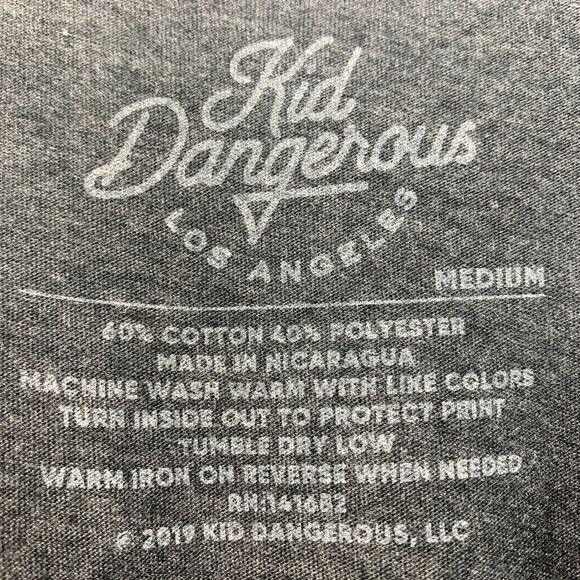 Kid
Dangerous
LOS ANGELES
MEDIUM
60% COTTON 40% POLYESTER
MADE IN NICARAGUA
MACHINE WASH WARM WITH LIKE COLORS
TURN INSIDE OUT TO PROTECT PRINT
TUMBLE DRY LOW
WARM IRON ON REVERSE WHEN NEEDED
RN:141682
© 2019 KID DANGEROUS, LLC